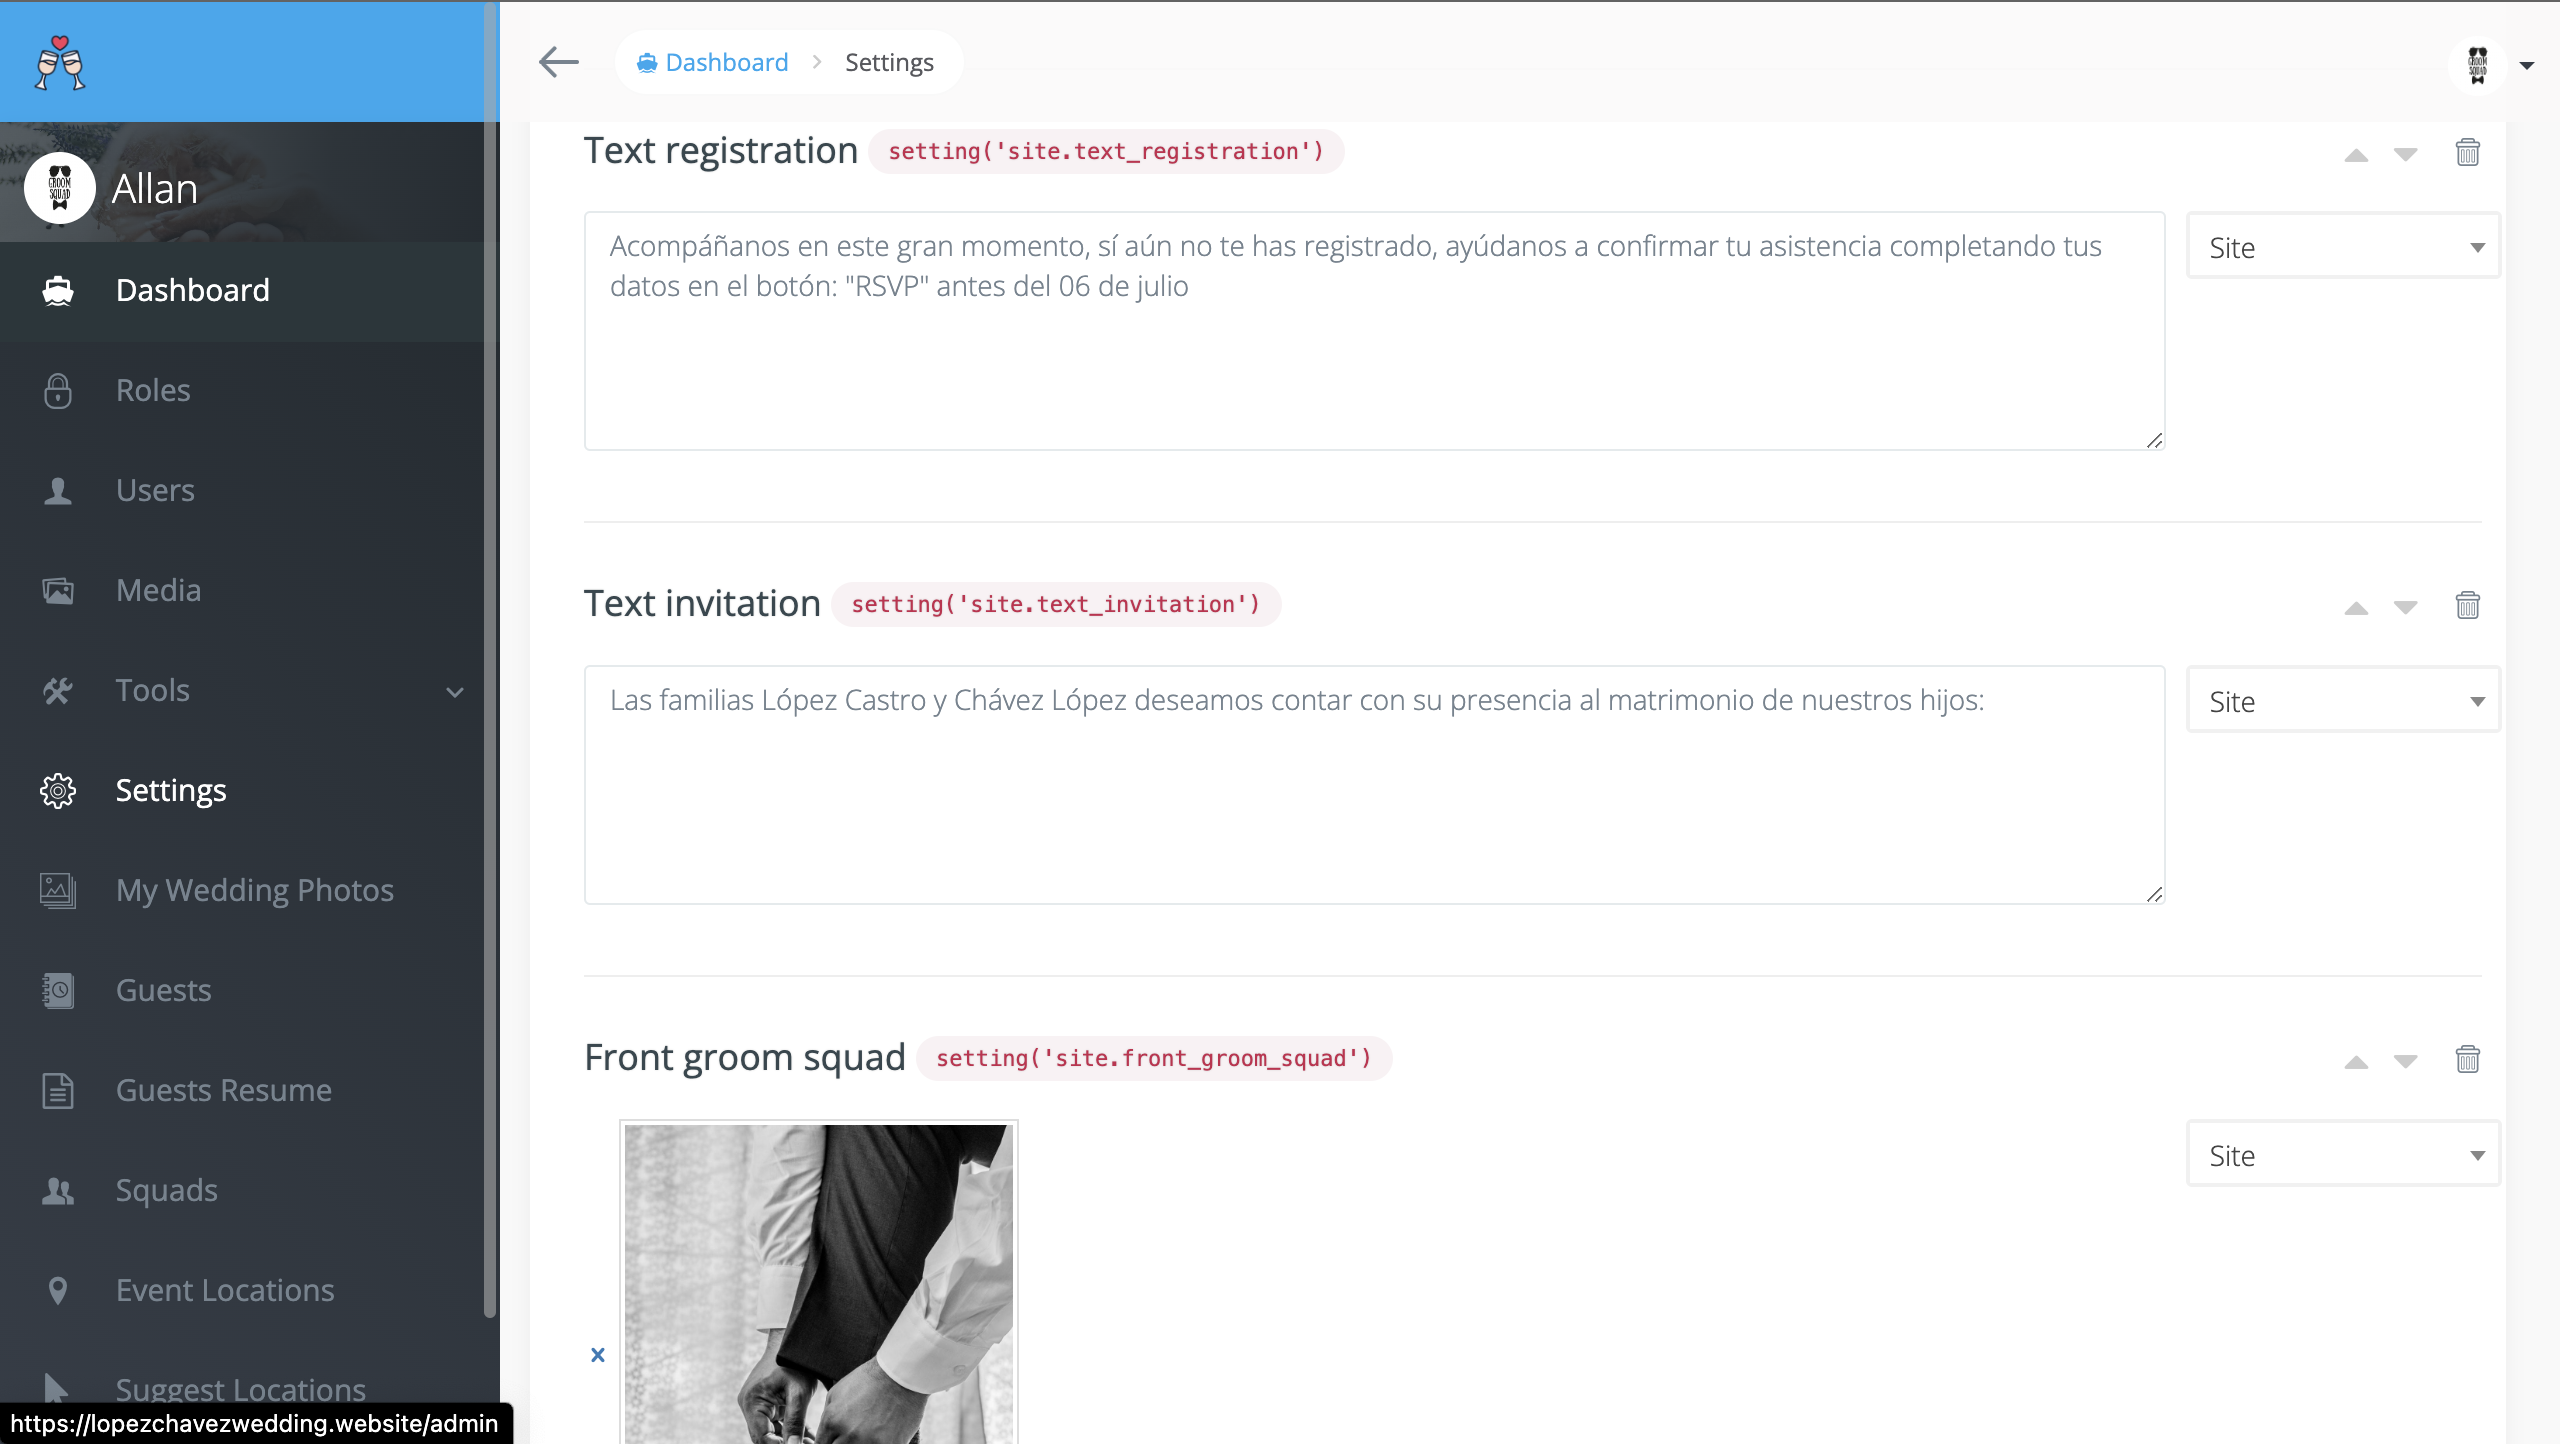 Dashboard > Settings
GROOM
SQUAD
GROOM
SQUAD
Allan
Dashboard
Roles
Users
Media
Tools
Settings
My Wedding Photos
Guests
Guests Resume
Squads
Event Locations
Suggest Locations
https://lopezchavezwedding.website/admin
Text registration setting('site.text_registration')
Acompáñanos en este gran momento, sí aún no te has registrado, ayúdanos a confirmar tu asistencia completando tus
datos en el botón: "RSVP" antes del 06 de julio
Site
Text invitation setting('site.text_invitation')
Las familias López Castro y Chávez López deseamos contar con su presencia al matrimonio de nuestros hijos:
Site
Front groom squad setting('site.front_groom_squad')
Site
x